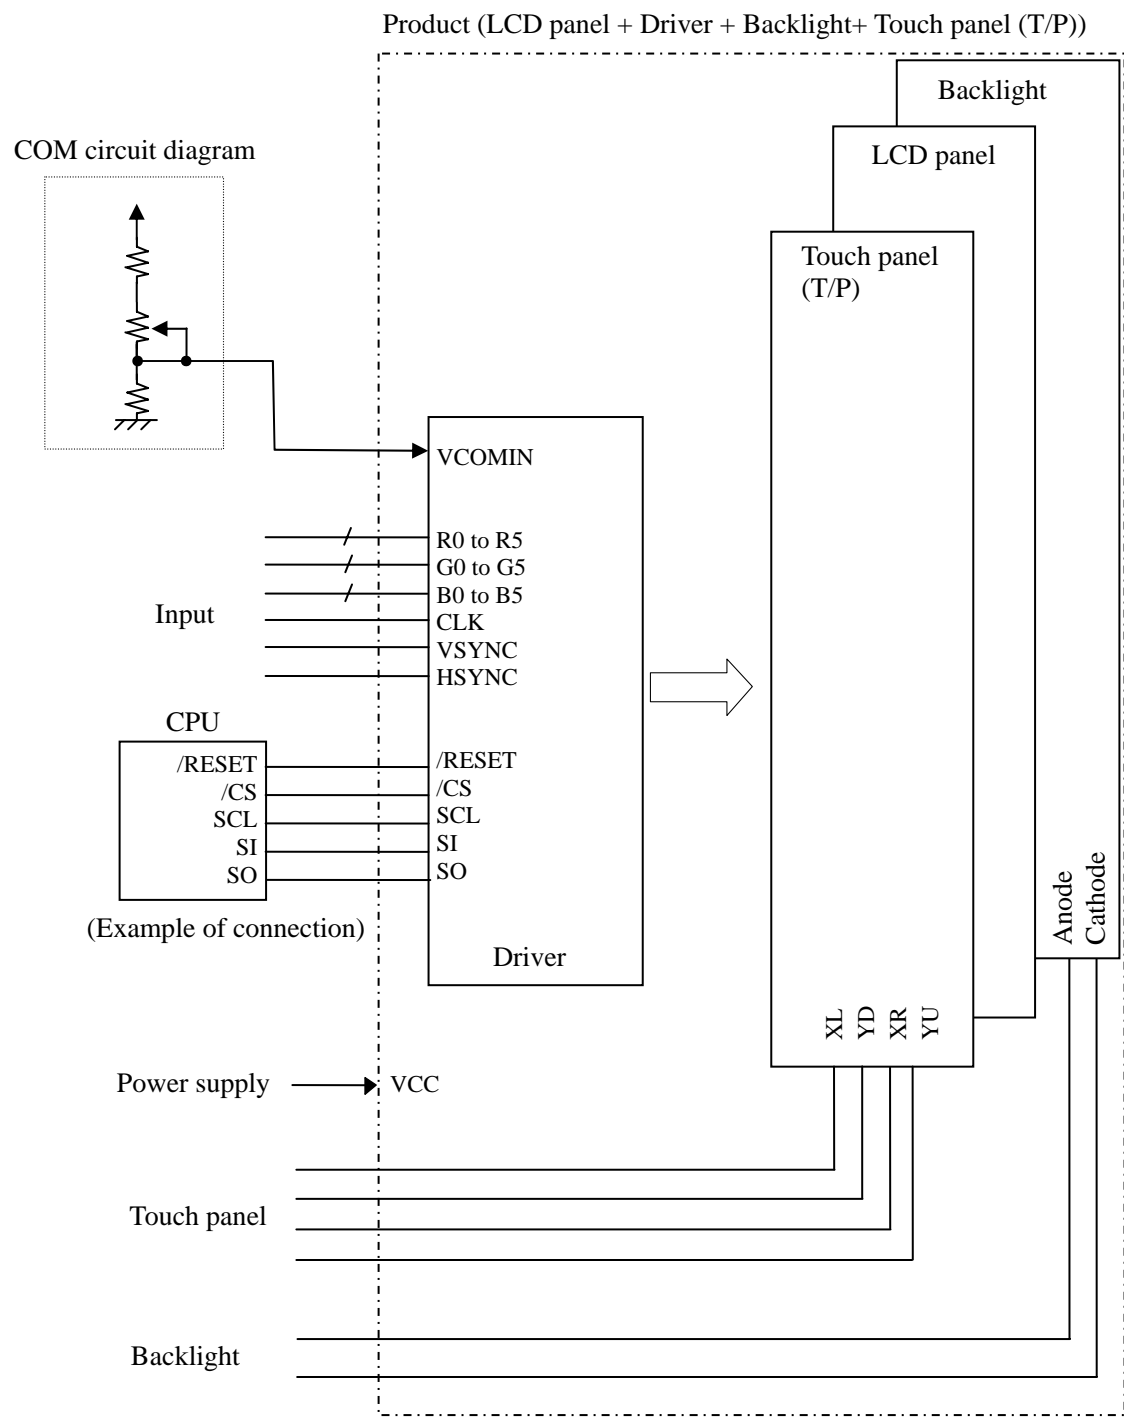 Product (LCD panel + Driver + Backlight+ Touch panel (T/P))
Backlight
LCD panel
COM circuit diagram
Touch panel
(T/P)
VCOMIN
R0 to R5
G0 to G5
B0 to B5
Input
CLK
VSYNC
HSYNC
CPU
/RESET
/CS
SCL
SI
SO
/RESET
/CS
SCL
SI
SO
(Example of connection)
Driver
Anode
Cathode
XL
YD
XR
YU
Power supply
VCC
Touch panel
Backlight